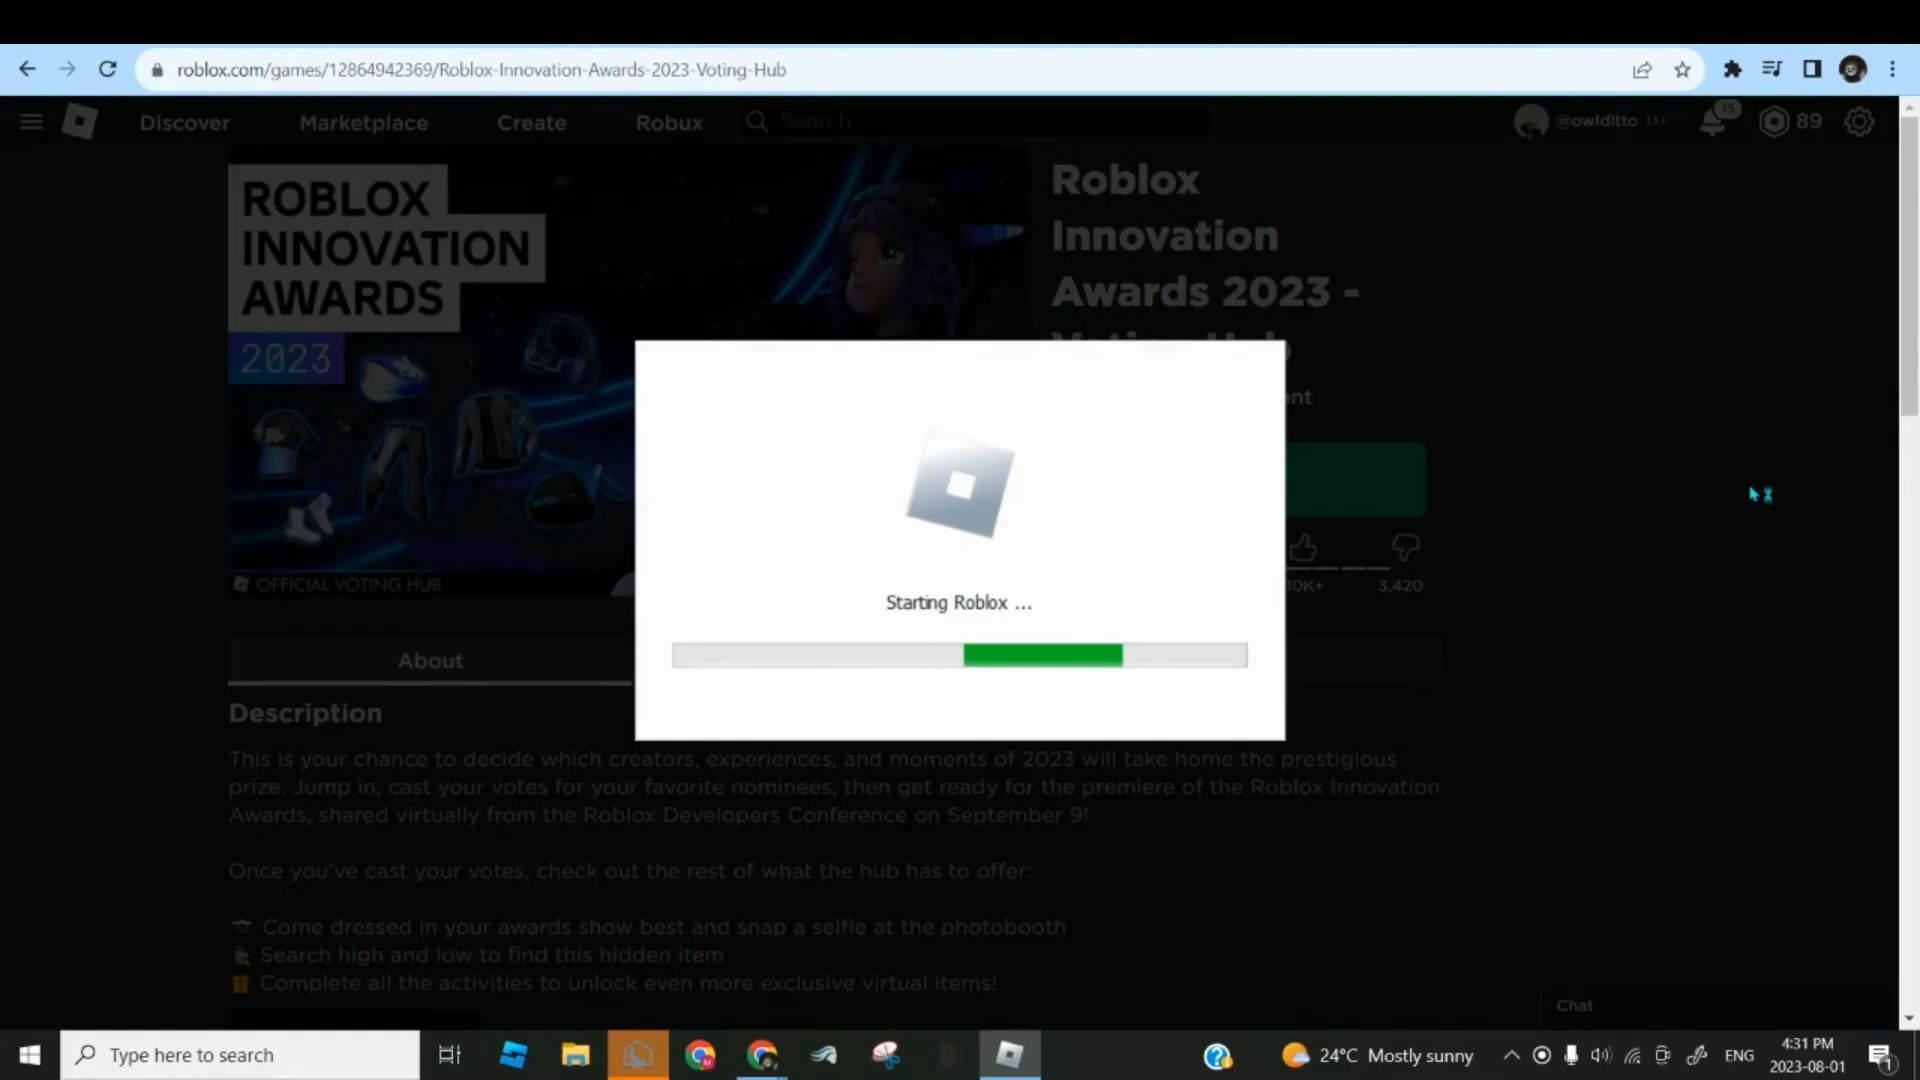 roblox.com/games/12864942369/Roblox-Innovation-Awards-2023-Voting-Hub
Discover
Marketplace
Create
Robux
Search
@owlditto 13+
15
89
ROBLOX
INNOVATION
AWARDS
2023
OFFICIAL VOTING HUB
Roblox
Innovation
Awards 2023 -
Voting Hub
Starting Roblox ...
10K+
3,420
About
Description
This is your chance to decide which creators, experiences, and moments of 2023 will take home the prestigious
prize. Jump in, cast your votes for your favorite nominees, then get ready for the premiere of the Roblox Innovation
Awards, shared virtually from the Roblox Developers Conference on September 9!
Once you've cast your votes, check out the rest of what the hub has to offer:
Come dressed in your awards show best and snap a selfie at the photobooth
Search high and low to find this hidden item
Complete all the activities to unlock even more exclusive virtual items!
Chat
Type here to search
24°C Mostly sunny
ENG
4:31 PM
2023-08-01
1